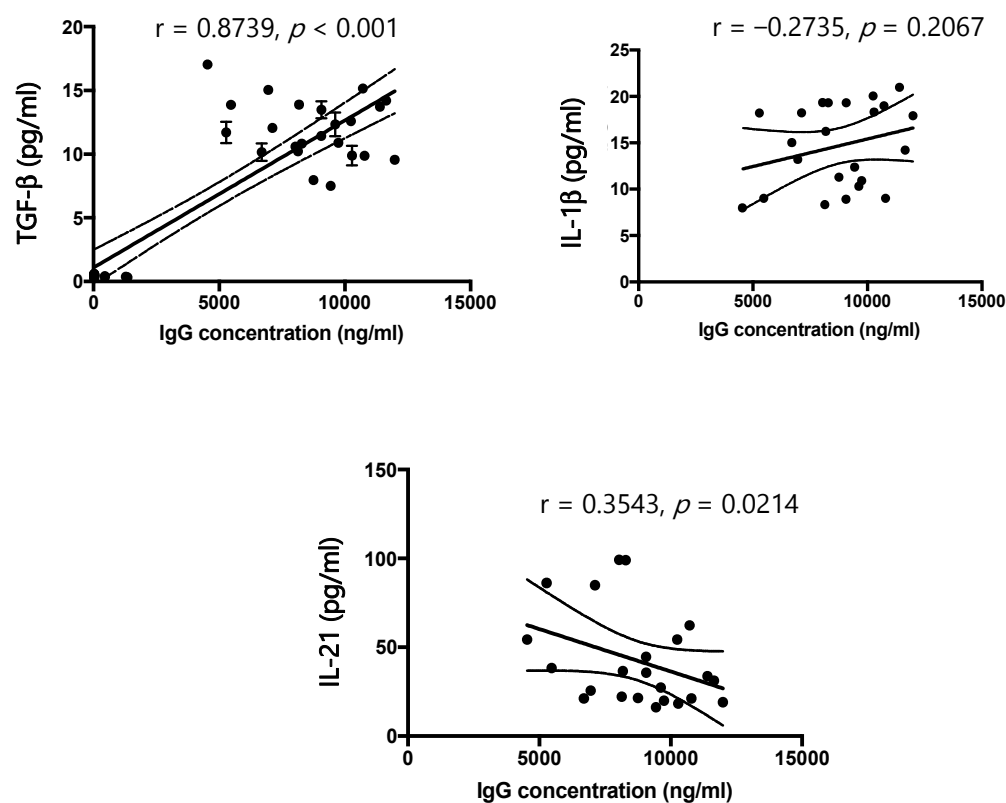 r = 0.8739, p < 0.001
20
15
10
5
0
TGF-β (pg/ml)
0 5000 10000 15000
IgG concentration (ng/ml)
r = −0.2735, p = 0.2067
25
20
15
10
5
0
IL-1β (pg/ml)
0 5000 10000 15000
IgG concentration (ng/ml)
r = 0.3543, p = 0.0214
150
100
50
0
IL-21 (pg/ml)
0 5000 10000 15000
IgG concentration (ng/ml)